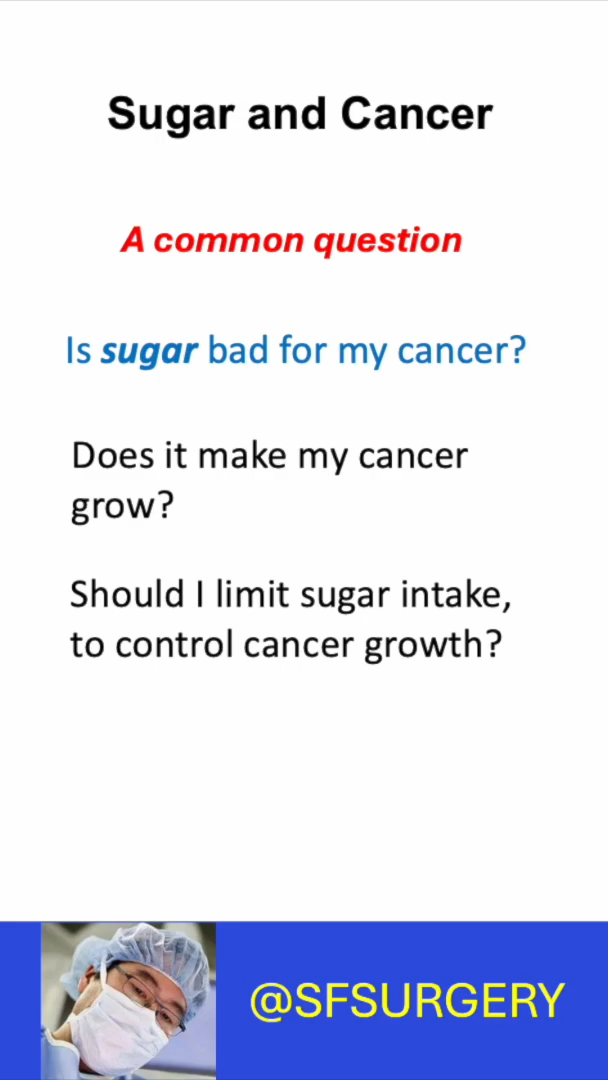 Sugar and Cancer
A common question
Is sugar bad for my cancer?
Does it make my cancer
grow?
Should I limit sugar intake,
to control cancer growth?
@SFSURGERY